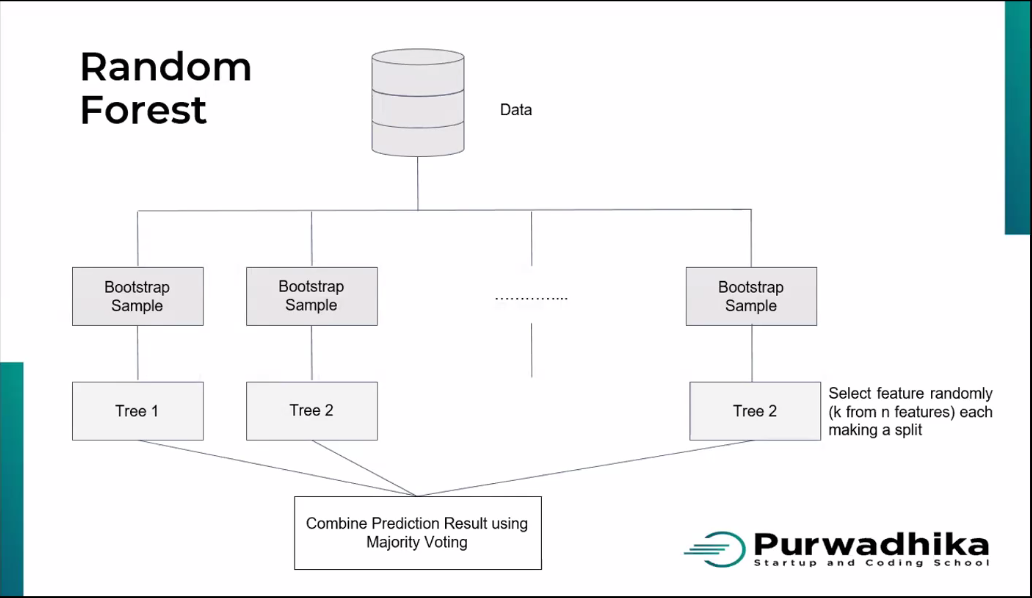 Random
Forest
Data
Bootstrap
Sample
Bootstrap
Sample
..............
Bootstrap
Sample
Tree 1
Tree 2
Tree 2
Select feature randomly
(k from n features) each
making a split
Combine Prediction Result using
Majority Voting
Purwadhika
Startup and Coding School